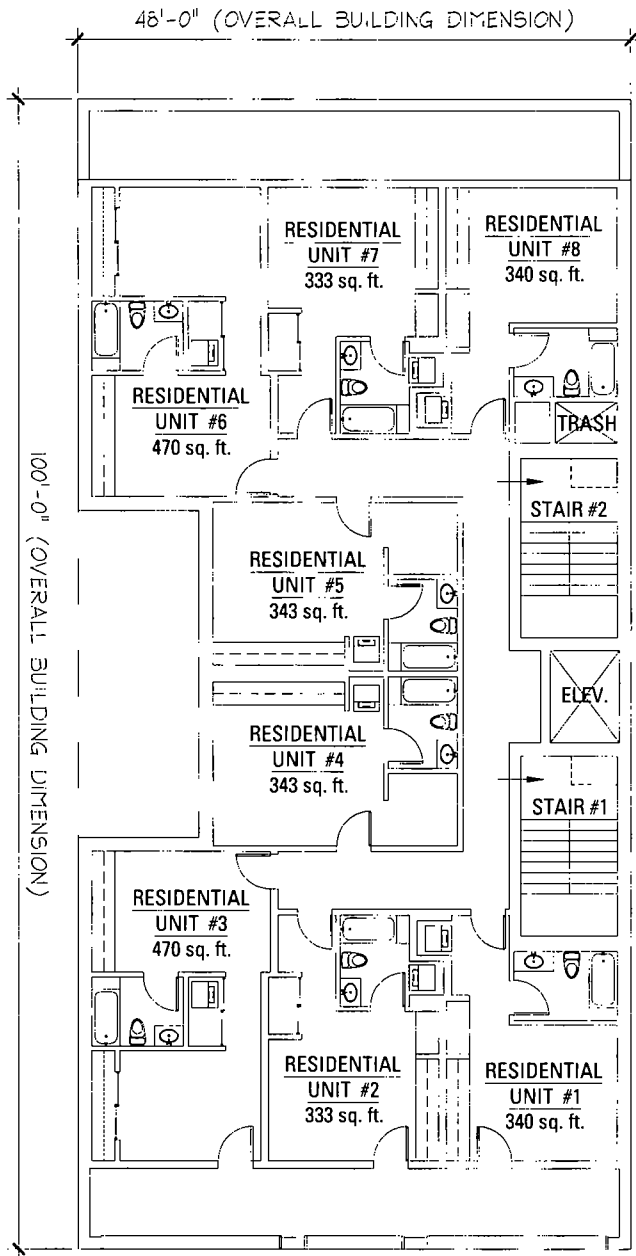 48'-0" (OVERALL BUILDING DIMENSION)
RESIDENTIAL
UNIT #7
333 sq. ft.
RESIDENTIAL
UNIT #8
340 sq. ft.
RESIDENTIAL
UNIT #6
470 sq. ft.
TRASH
100'-0" (OVERALL BUILDING DIMENSION)
STAIR #2
RESIDENTIAL
UNIT #5
343 sq. ft.
ELEV.
RESIDENTIAL
UNIT #4
343 sq. ft.
STAIR #1
RESIDENTIAL
UNIT #3
470 sq. ft.
RESIDENTIAL
UNIT #2
333 sq. ft.
RESIDENTIAL
UNIT #1
340 sq. ft.